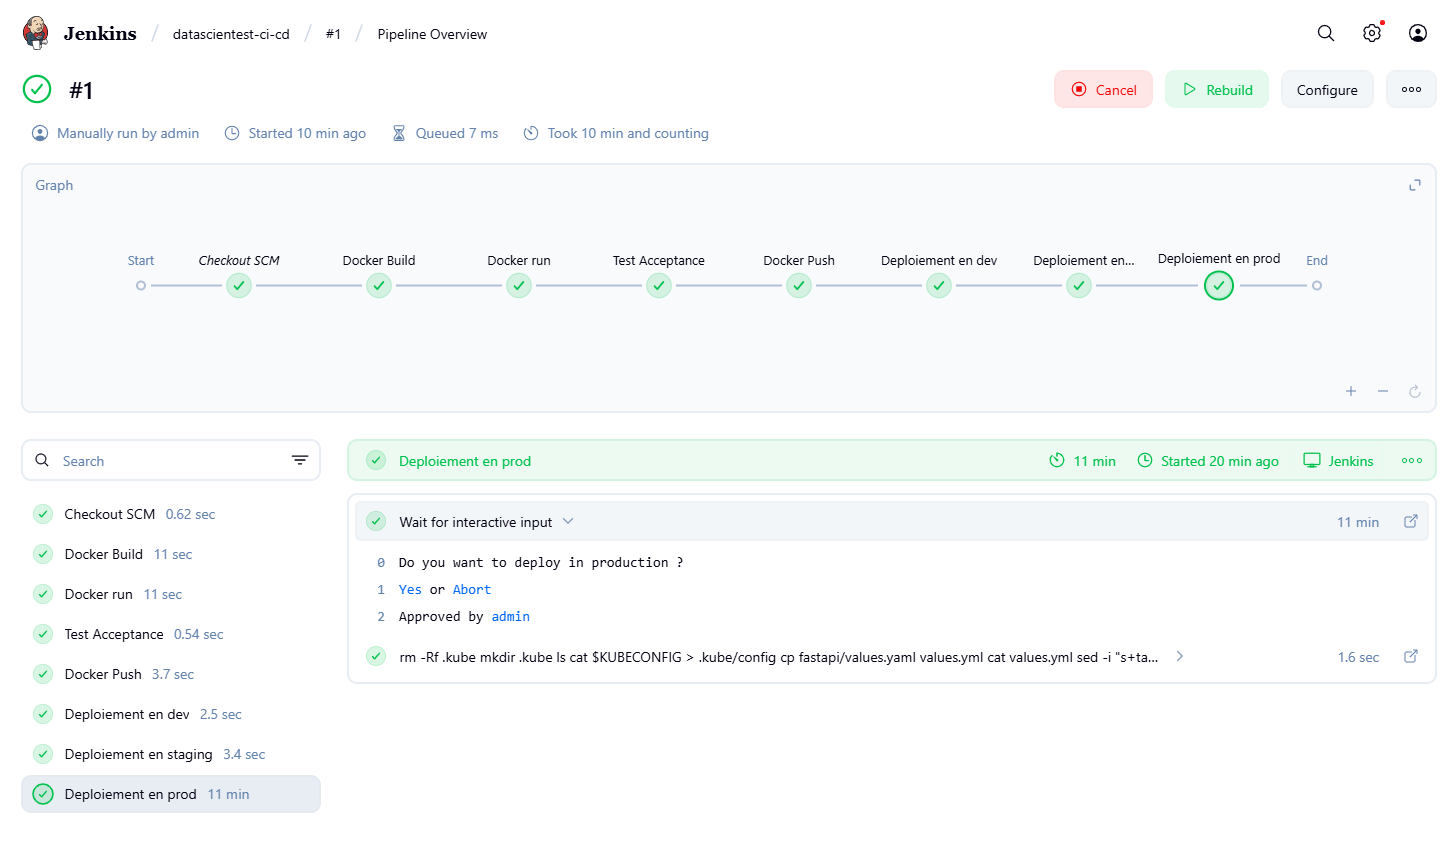 Jenkins / datascientest-ci-cd / #1 / Pipeline Overview
#1
Cancel Rebuild Configure
Manually run by admin Started 10 min ago Queued 7 ms Took 10 min and counting
Graph
Start Checkout SCM Docker Build Docker run Test Acceptance Docker Push Deploiement en dev Deploiement en... Deploiement en prod End
Search
Checkout SCM 0.62 sec
Docker Build 11 sec
Docker run 11 sec
Test Acceptance 0.54 sec
Docker Push 3.7 sec
Deploiement en dev 2.5 sec
Deploiement en staging 3.4 sec
Deploiement en prod 11 min
Deploiement en prod 11 min Started 20 min ago Jenkins
Wait for interactive input 11 min
0 Do you want to deploy in production ?
1 Yes or Abort
2 Approved by admin
rm -Rf .kube mkdir .kube ls cat $KUBECONFIG > .kube/config cp fastapi/values.yaml values.yml cat values.yml sed -i "s+ta... 1.6 sec